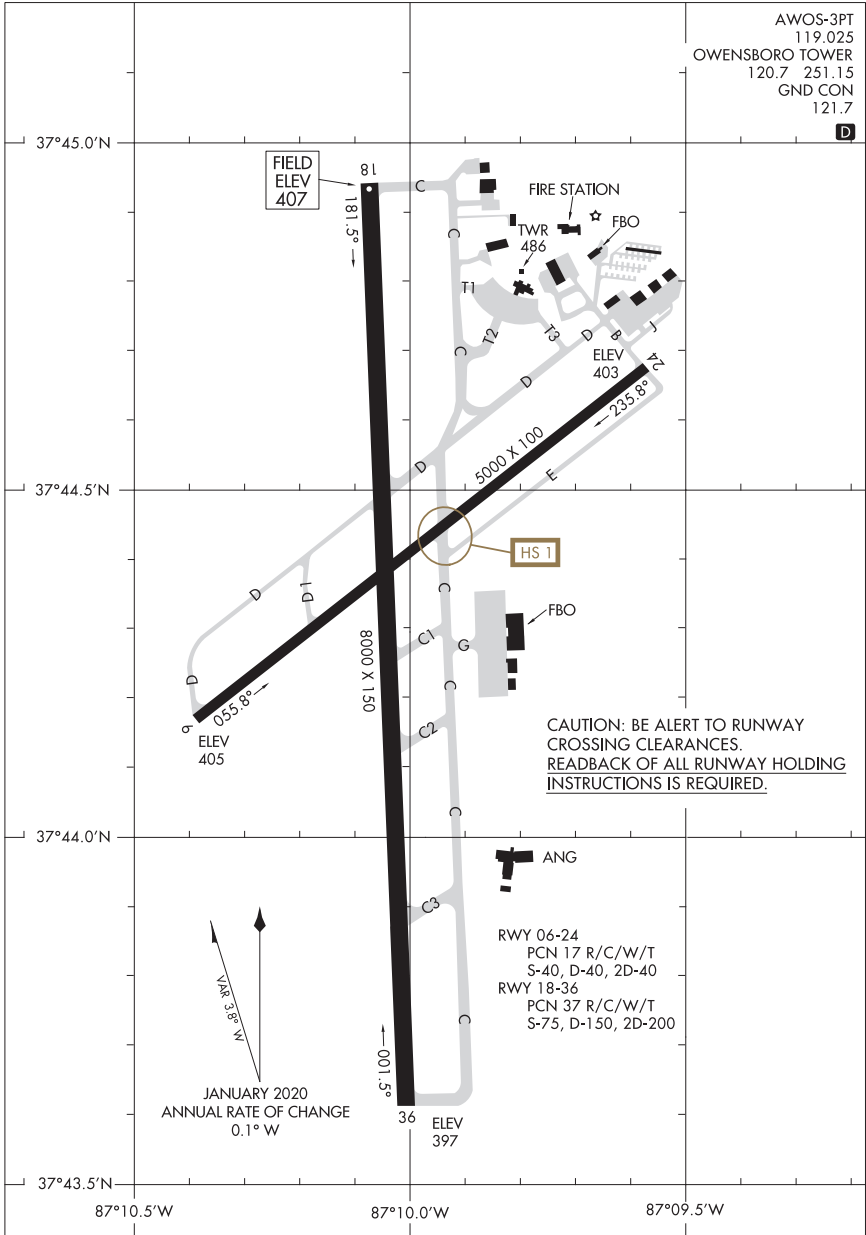 AWOS-3PT
119.025
OWENSBORO TOWER
120.7 251.15
GND CON
121.7
D
37°45.0'N
FIELD
ELEV
407
18
181.5°
C
FIRE STATION
FBO
TWR
486
C
T1
T2
T3
C
D
B
J
ELEV
403
24
235.8°
D
5000 X 100
D
E
37°44.5'N
HS 1
D
D1
C
FBO
C1
G
8000 X 150
C
D
055.8°
6
ELEV
405
C2
CAUTION: BE ALERT TO RUNWAY
CROSSING CLEARANCES.
READBACK OF ALL RUNWAY HOLDING
INSTRUCTIONS IS REQUIRED.
C
37°44.0'N
ANG
C3
RWY 06-24
PCN 17 R/C/W/T
S-40, D-40, 2D-40
RWY 18-36
PCN 37 R/C/W/T
S-75, D-150, 2D-200
VAR 3.8° W
C
001.5°
JANUARY 2020
ANNUAL RATE OF CHANGE
0.1° W
36
ELEV
397
37°43.5'N
87°10.5'W
87°10.0'W
87°09.5'W